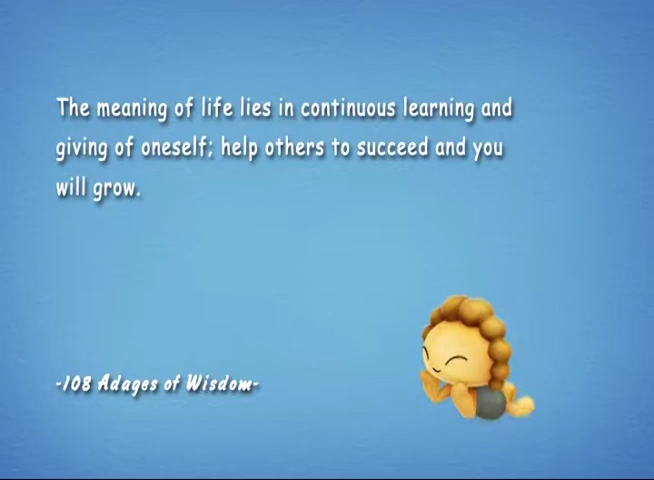 The meaning of life lies in continuous learning and
giving of oneself; help others to succeed and you
will grow.
-108 Adages of Wisdom-